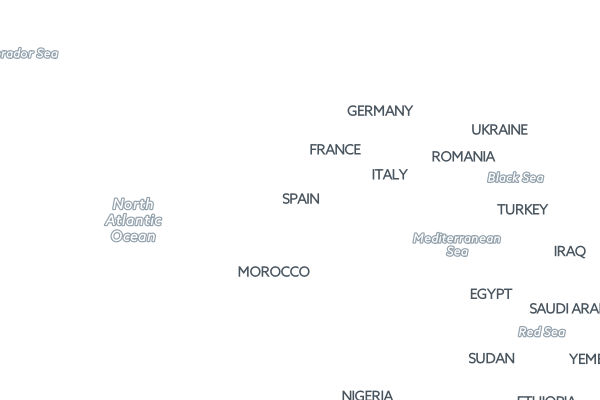 rador Sea
GERMANY
UKRAINE
FRANCE
ROMANIA
ITALY
Black Sea
SPAIN
North
Atlantic
Ocean
TURKEY
Mediterranean
Sea
IRAQ
MOROCCO
EGYPT
SAUDI ARA
Red Sea
SUDAN
YEME
NIGERIA
ETHIOPIA